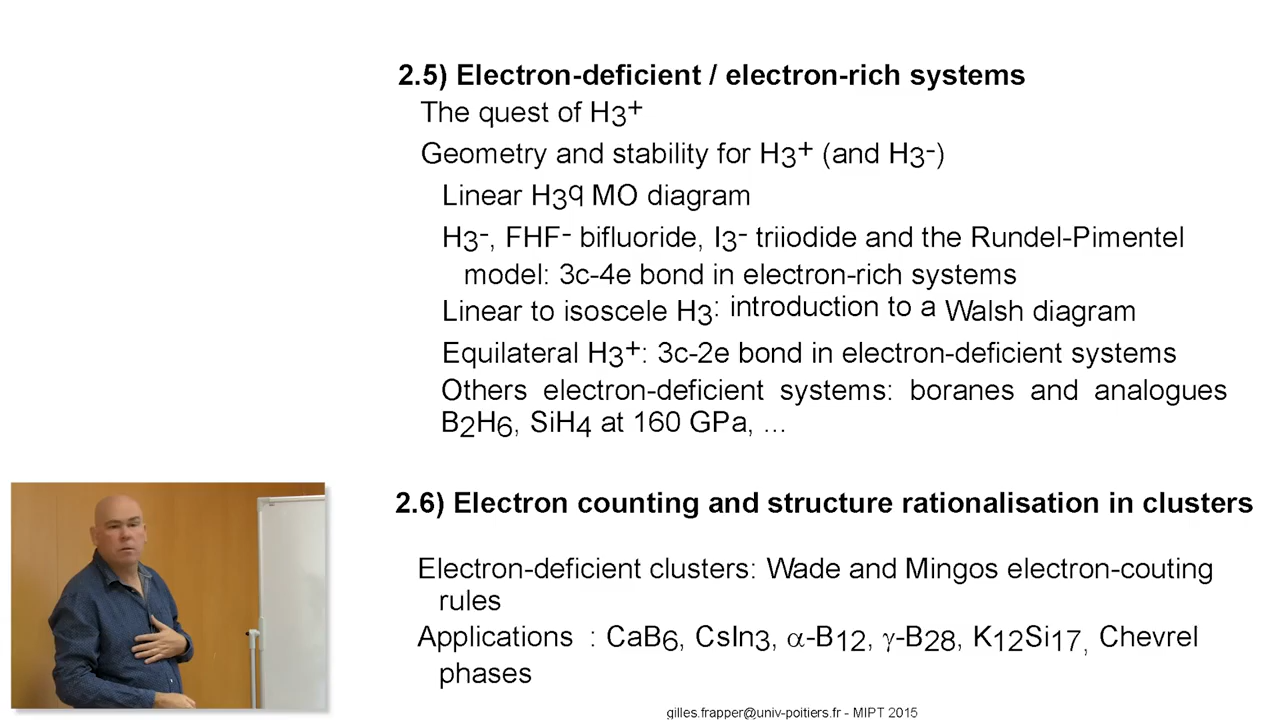 2.5) Electron-deficient / electron-rich systems
The quest of H3+
Geometry and stability for H3+ (and H3-)
Linear H3q MO diagram
H3-, FHF- bifluoride, I3- triiodide and the Rundel-Pimentel
model: 3c-4e bond in electron-rich systems
Linear to isoscele H3: introduction to a Walsh diagram
Equilateral H3+: 3c-2e bond in electron-deficient systems
Others electron-deficient systems: boranes and analogues
B2H6, SiH4 at 160 GPa, ...
2.6) Electron counting and structure rationalisation in clusters
Electron-deficient clusters: Wade and Mingos electron-couting
rules
Applications : CaB6, CsIn3, α-B12, γ-B28, K12Si17, Chevrel
phases
gilles.frapper@univ-poitiers.fr - MIPT 2015